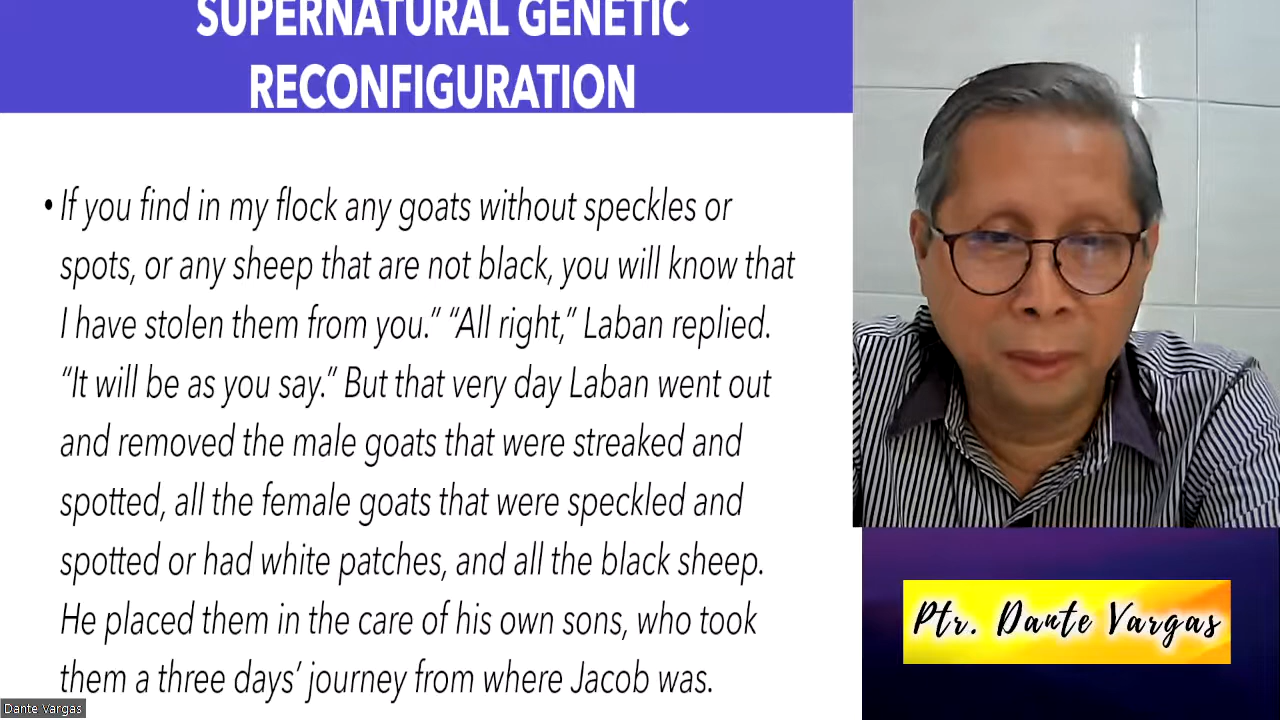 SUPERNATURAL GENETIC
RECONFIGURATION
• If you find in my flock any goats without speckles or
spots, or any sheep that are not black, you will know that
I have stolen them from you.” “All right,” Laban replied.
“It will be as you say.” But that very day Laban went out
and removed the male goats that were streaked and
spotted, all the female goats that were speckled and
spotted or had white patches, and all the black sheep.
He placed them in the care of his own sons, who took
them a three days’ journey from where Jacob was.
Ptr. Dante Vargas
Dante Vargas